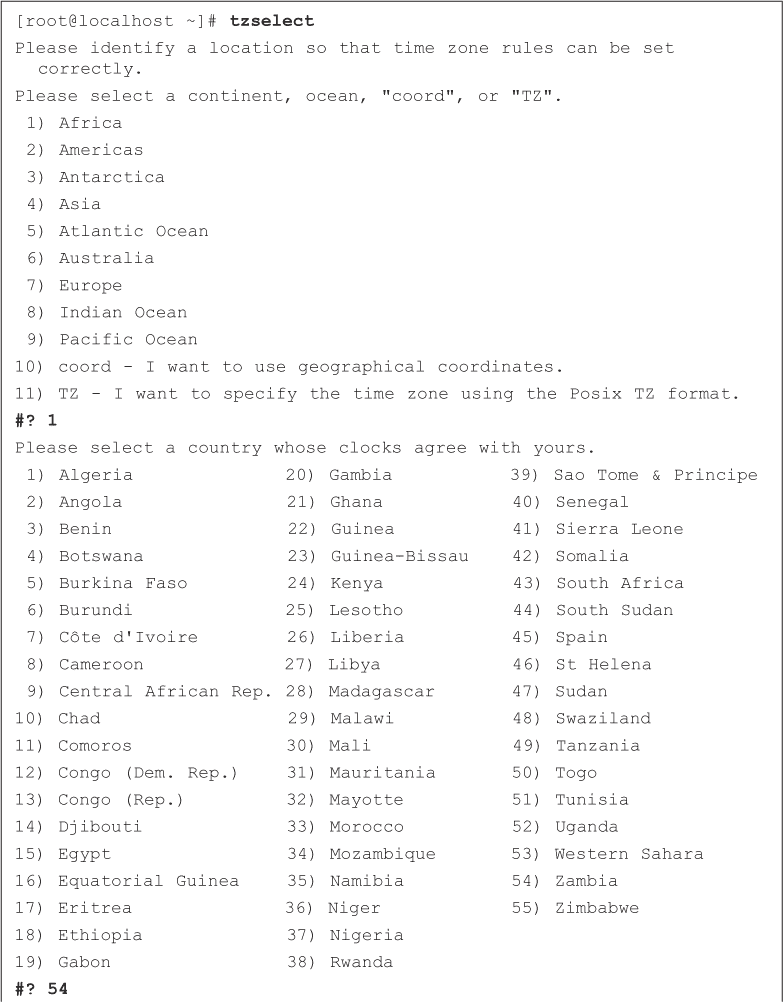 [root@localhost ~]# tzselect
Please identify a location so that time zone rules can be set
correctly.
Please select a continent, ocean, "coord", or "TZ".
1) Africa
2) Americas
3) Antarctica
4) Asia
5) Atlantic Ocean
6) Australia
7) Europe
8) Indian Ocean
9) Pacific Ocean
10) coord - I want to use geographical coordinates.
11) TZ - I want to specify the time zone using the Posix TZ format.
#? 1
Please select a country whose clocks agree with yours.
1) Algeria 20) Gambia 39) Sao Tome & Principe
2) Angola 21) Ghana 40) Senegal
3) Benin 22) Guinea 41) Sierra Leone
4) Botswana 23) Guinea-Bissau 42) Somalia
5) Burkina Faso 24) Kenya 43) South Africa
6) Burundi 25) Lesotho 44) South Sudan
7) Côte d'Ivoire 26) Liberia 45) Spain
8) Cameroon 27) Libya 46) St Helena
9) Central African Rep. 28) Madagascar 47) Sudan
10) Chad 29) Malawi 48) Swaziland
11) Comoros 30) Mali 49) Tanzania
12) Congo (Dem. Rep.) 31) Mauritania 50) Togo
13) Congo (Rep.) 32) Mayotte 51) Tunisia
14) Djibouti 33) Morocco 52) Uganda
15) Egypt 34) Mozambique 53) Western Sahara
16) Equatorial Guinea 35) Namibia 54) Zambia
17) Eritrea 36) Niger 55) Zimbabwe
18) Ethiopia 37) Nigeria
19) Gabon 38) Rwanda
#? 54